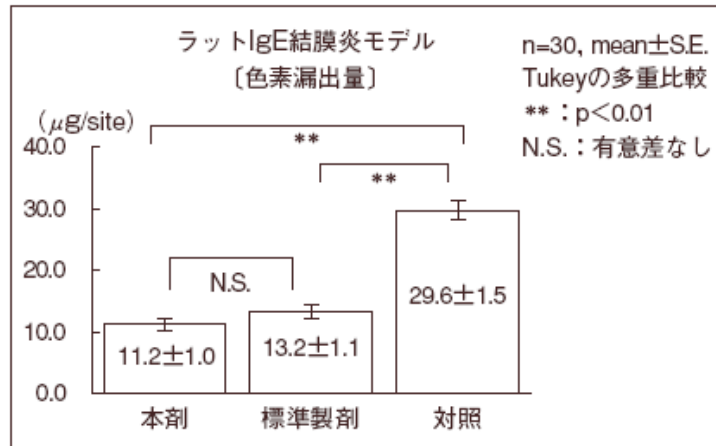 ラットIgE結膜炎モデル
〔色素漏出量〕
n=30, mean±S.E.
Tukeyの多重比較
**：p<0.01
N.S.：有意差なし
(μg/site)
**
**
N.S.
40.0
30.0
20.0
10.0
0.0
11.2±1.0
13.2±1.1
29.6±1.5
本剤
標準製剤
対照